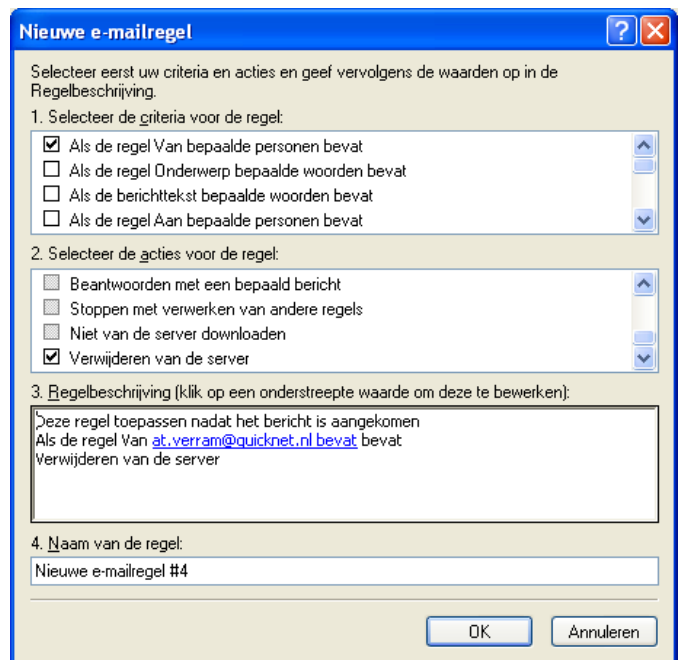 Nieuwe e-mailregel
Selecteer eerst uw criteria en acties en geef vervolgens de waarden op in de
Regelbeschrijving.
1. Selecteer de criteria voor de regel:
Als de regel Van bepaalde personen bevat
Als de regel Onderwerp bepaalde woorden bevat
Als de berichttekst bepaalde woorden bevat
Als de regel Aan bepaalde personen bevat
2. Selecteer de acties voor de regel:
Beantwoorden met een bepaald bericht
Stoppen met verwerken van andere regels
Niet van de server downloaden
Verwijderen van de server
3. Regelbeschrijving (klik op een onderstreepte waarde om deze te bewerken):
Deze regel toepassen nadat het bericht is aangekomen
Als de regel Van at.verram@quicknet.nl bevat bevat
Verwijderen van de server
4. Naam van de regel:
Nieuwe e-mailregel #4
OK
Annuleren